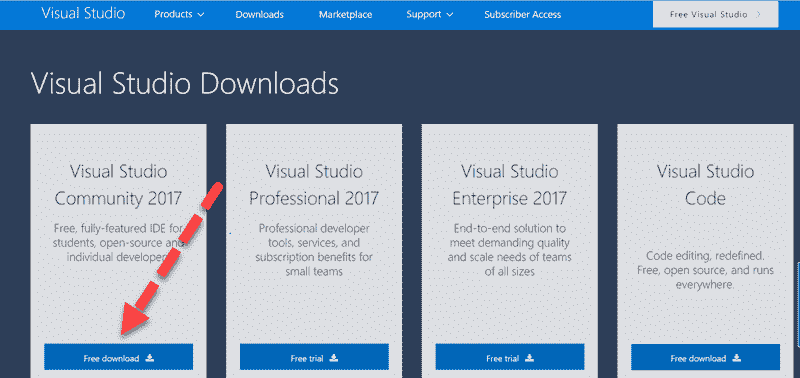 Visual Studio Products Downloads Marketplace Support Subscriber Access Free Visual Studio
Visual Studio Downloads
Visual Studio
Community 2017
Free, fully-featured IDE for
students, open-source and
individual developer
Free download
Visual Studio
Professional 2017
Professional developer
tools, services, and
subscription benefits for
small teams
Free trial
Visual Studio
Enterprise 2017
End-to-end solution to
meet demanding quality
and scale needs of teams
of all sizes
Free trial
Visual Studio
Code
Code editing, redefined.
Free, open source, and runs
everywhere.
Free download